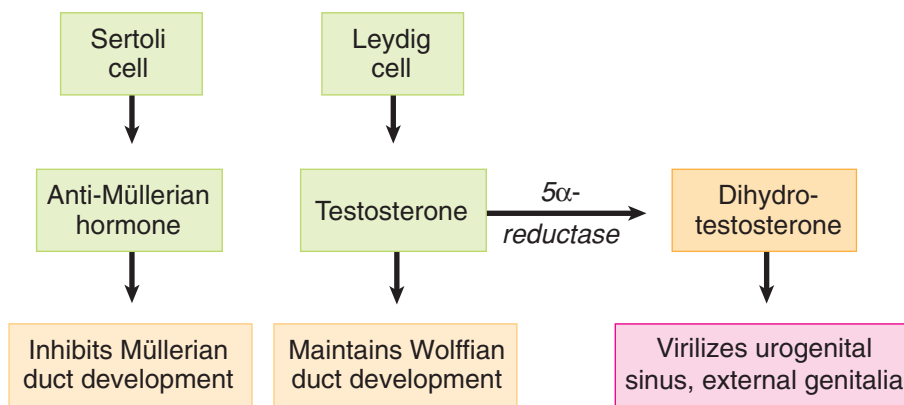 Sertoli
cell
Leydig
cell
Anti-Müllerian
hormone
Testosterone
5α-
reductase
Dihydro-
testosterone
Inhibits Müllerian
duct development
Maintains Wolffian
duct development
Virilizes urogenital
sinus, external genitalia